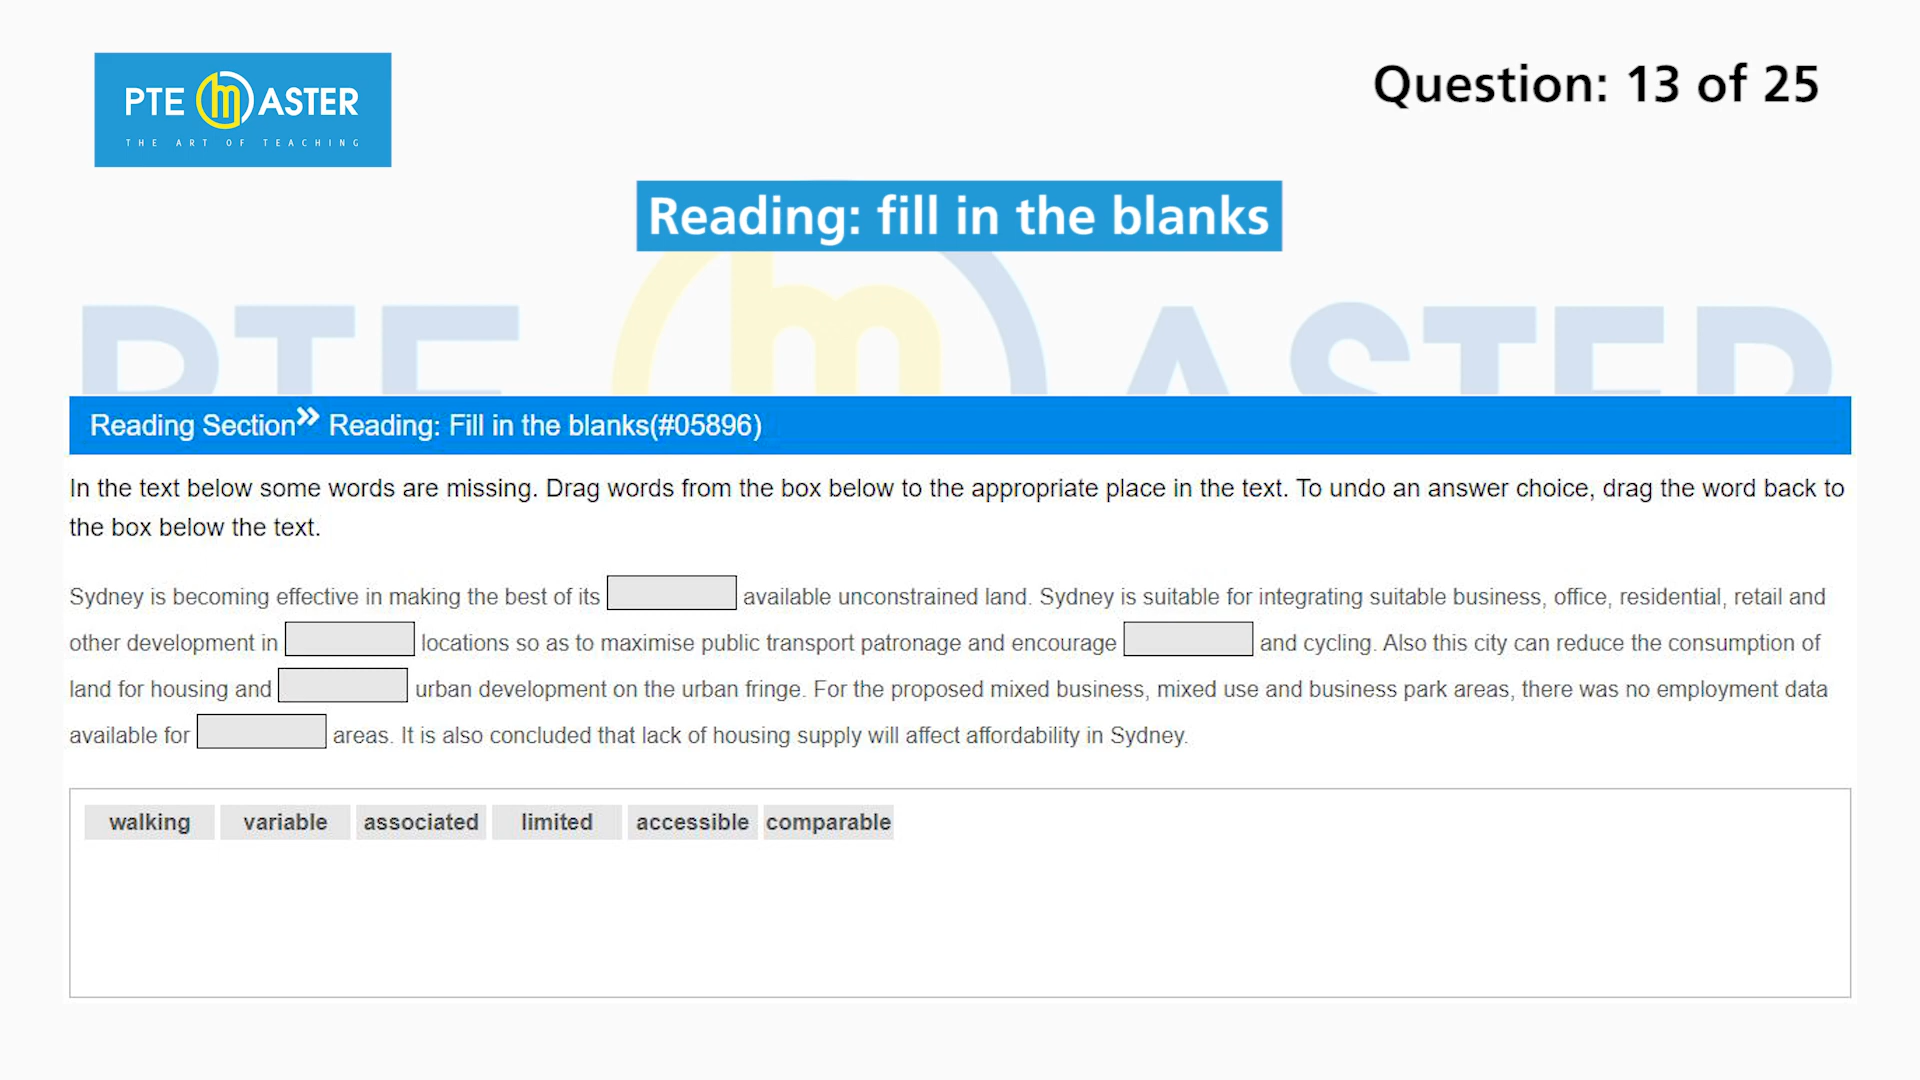 PTE MASTER
THE ART OF TEACHING
Question: 13 of 25
Reading: fill in the blanks
PTE MASTER
Reading Section» Reading: Fill in the blanks(#05896)
In the text below some words are missing. Drag words from the box below to the appropriate place in the text. To undo an answer choice, drag the word back to
the box below the text.
Sydney is becoming effective in making the best of its available unconstrained land. Sydney is suitable for integrating suitable business, office, residential, retail and
other development in locations so as to maximise public transport patronage and encourage and cycling. Also this city can reduce the consumption of
land for housing and urban development on the urban fringe. For the proposed mixed business, mixed use and business park areas, there was no employment data
available for areas. It is also concluded that lack of housing supply will affect affordability in Sydney.
walking variable associated limited accessible comparable